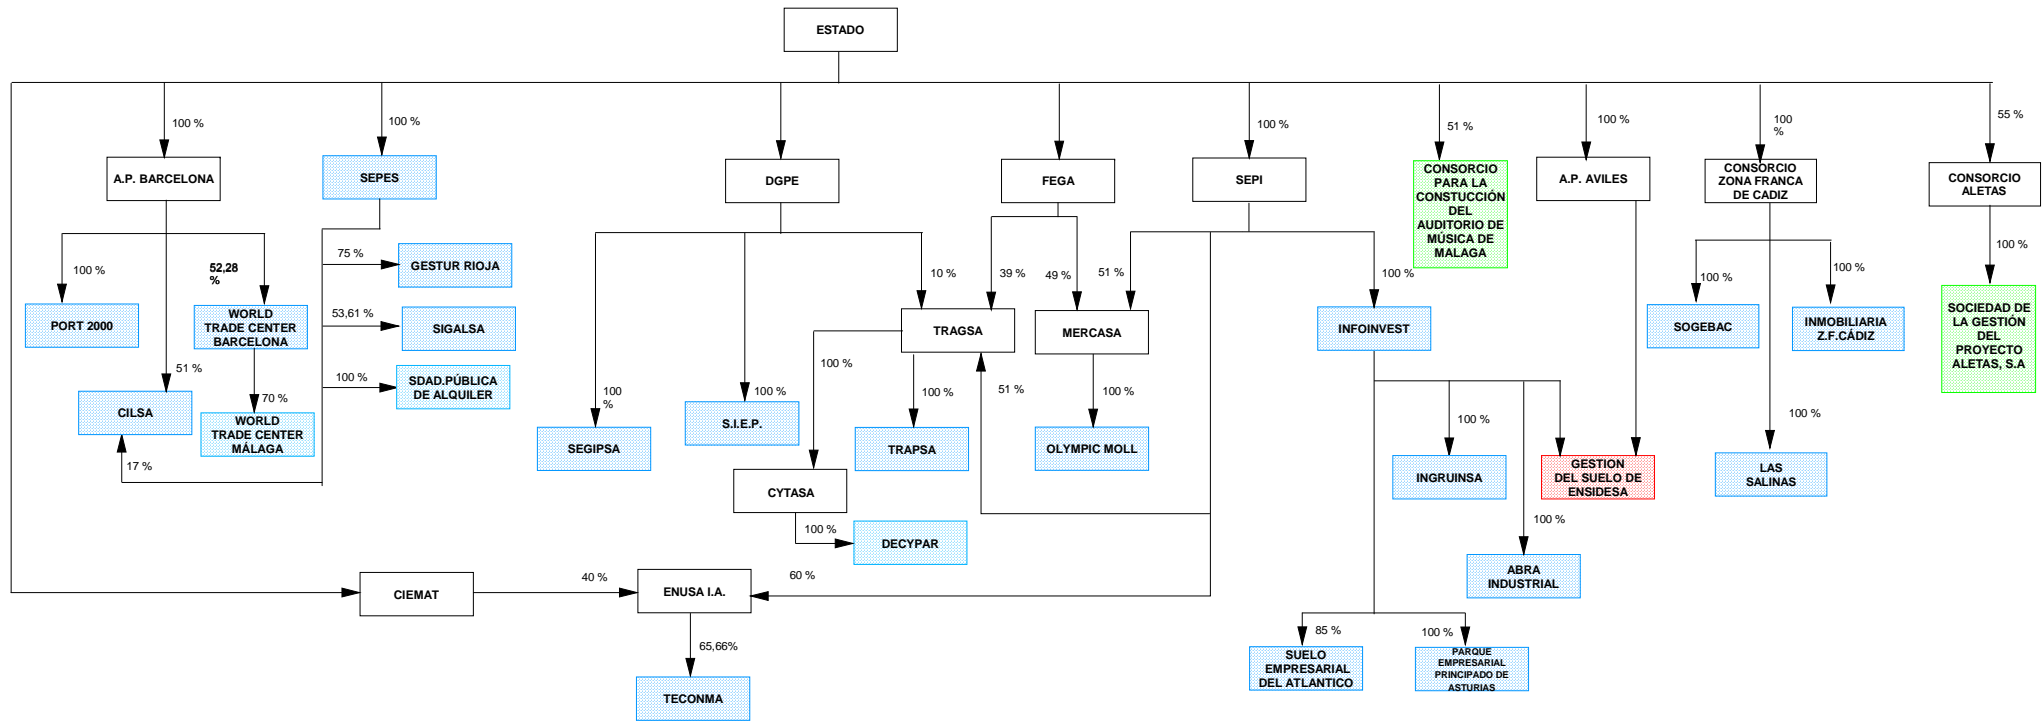 ESTADO
100 %
100 %
100 %
51 %
100 %
100
%
55 %
A.P. BARCELONA
SEPES
DGPE
FEGA
SEPI
CONSORCIO
PARA LA
CONSTUCCIÓN
DEL
AUDITORIO DE
MÚSICA DE
MALAGA
A.P. AVILES
CONSORCIO
ZONA FRANCA
DE CADIZ
CONSORCIO
ALETAS
100 %
52,28
%
75 %
GESTUR RIOJA
10 %
39 %
49 %
51 %
100 %
100 %
100 %
100 %
PORT 2000
WORLD
TRADE CENTER
BARCELONA
53,61 %
SIGALSA
TRAGSA
MERCASA
INFOINVEST
SOGEBAC
INMOBILIARIA
Z.F.CÁDIZ
SOCIEDAD DE
LA GESTIÓN
DEL
PROYECTO
ALETAS, S.A
51 %
70 %
100 %
SDAD.PÚBLICA
DE ALQUILER
100
%
100 %
100 %
100 %
51 %
100 %
CILSA
WORLD
TRADE CENTER
MÁLAGA
SEGIPSA
S.I.E.P.
TRAPSA
OLYMPIC MOLL
100 %
100 %
17 %
CYTASA
INGRUINSA
GESTION
DEL SUELO DE
ENSIDESA
LAS
SALINAS
100 %
DECYPAR
100 %
ABRA
INDUSTRIAL
CIEMAT
40 %
ENUSA I.A.
60 %
65,66%
TECONMA
85 %
100 %
SUELO
EMPRESARIAL
DEL ATLANTICO
PARQUE
EMPRESARIAL
PRINCIPADO DE
ASTURIAS